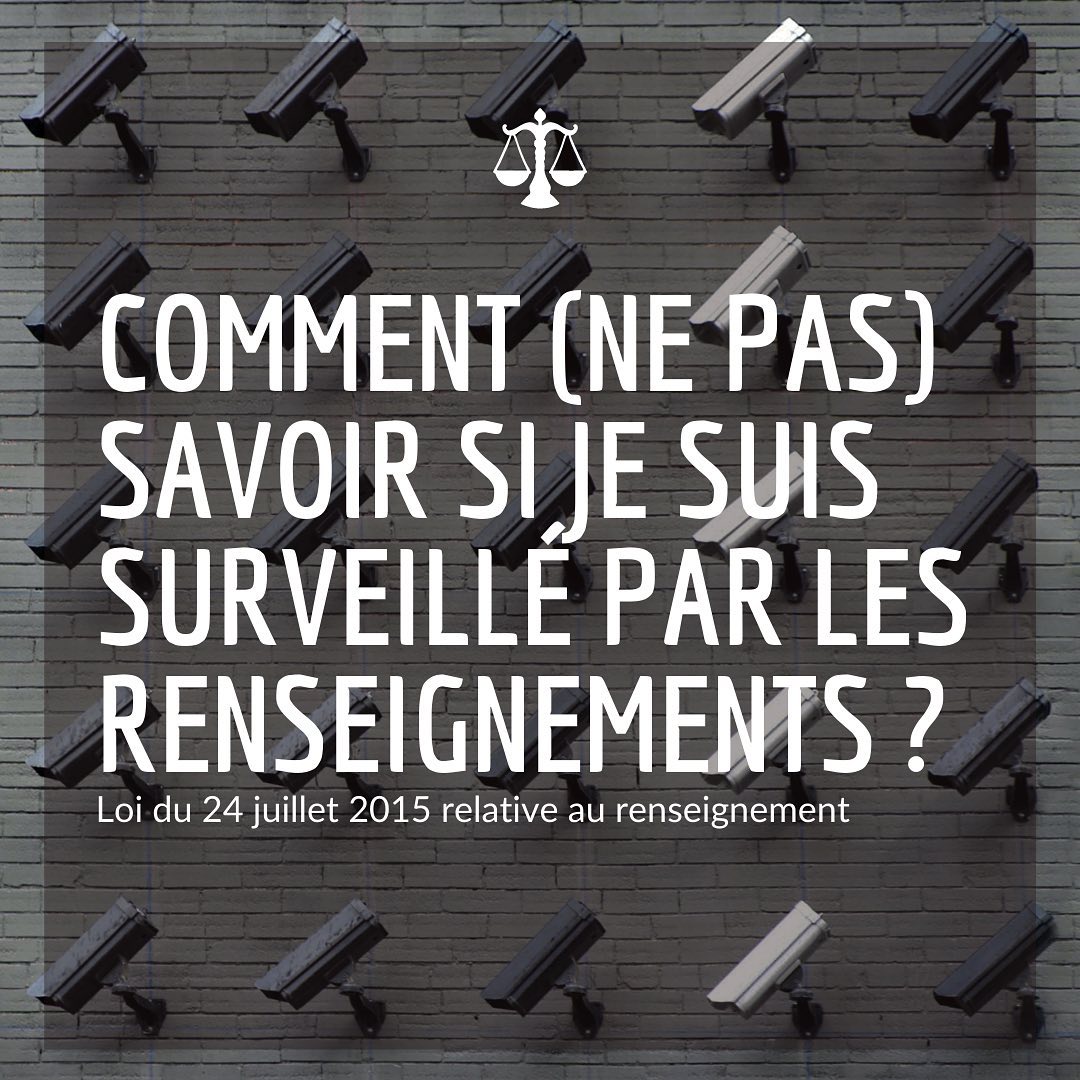 COMMENT (NE PAS)
SAVOIR SI JE SUIS
SURVEILLÉ PAR LES
RENSEIGNEMENTS ?
Loi du 24 juillet 2015 relative au renseignement